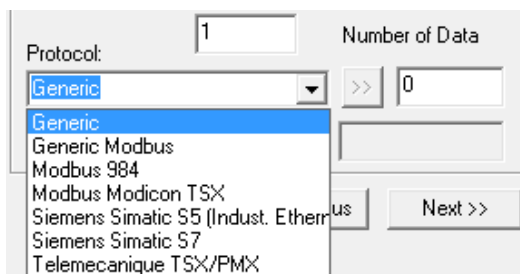 1
Number of Data
Protocol:
Generic
>>
0
Generic
Generic Modbus
Modbus 984
Modbus Modicon TSX
Siemens Simatic S5 (Indust. Ethern
us
Next >>
Siemens Simatic S7
Telemecanique TSX/PMX